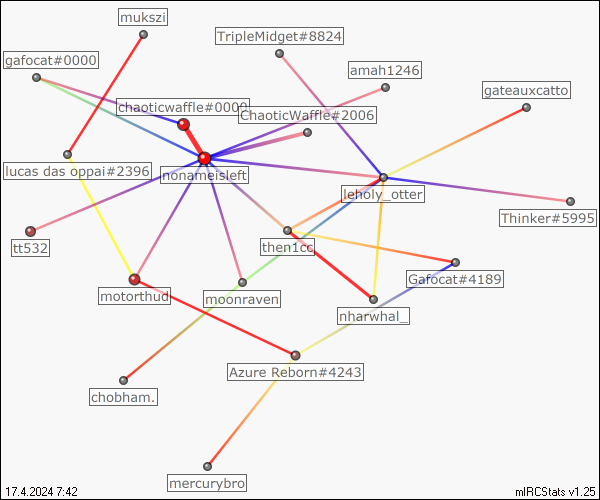 mukszi
TripleMidget#8824
gafocat#0000
amah1246
gateauxcatto
chaoticwaffle#0000
ChaoticWaffle#2006
lucas das oppai#2396
nonameisleft
leholy_otter
Thinker#5995
tt532
then1cc
Gafocat#4189
motorthud
moonraven
nharwhal_
Azure Reborn#4243
chobham.
mercurybro
17.4.2024 7:42
mIRCStats v1.25